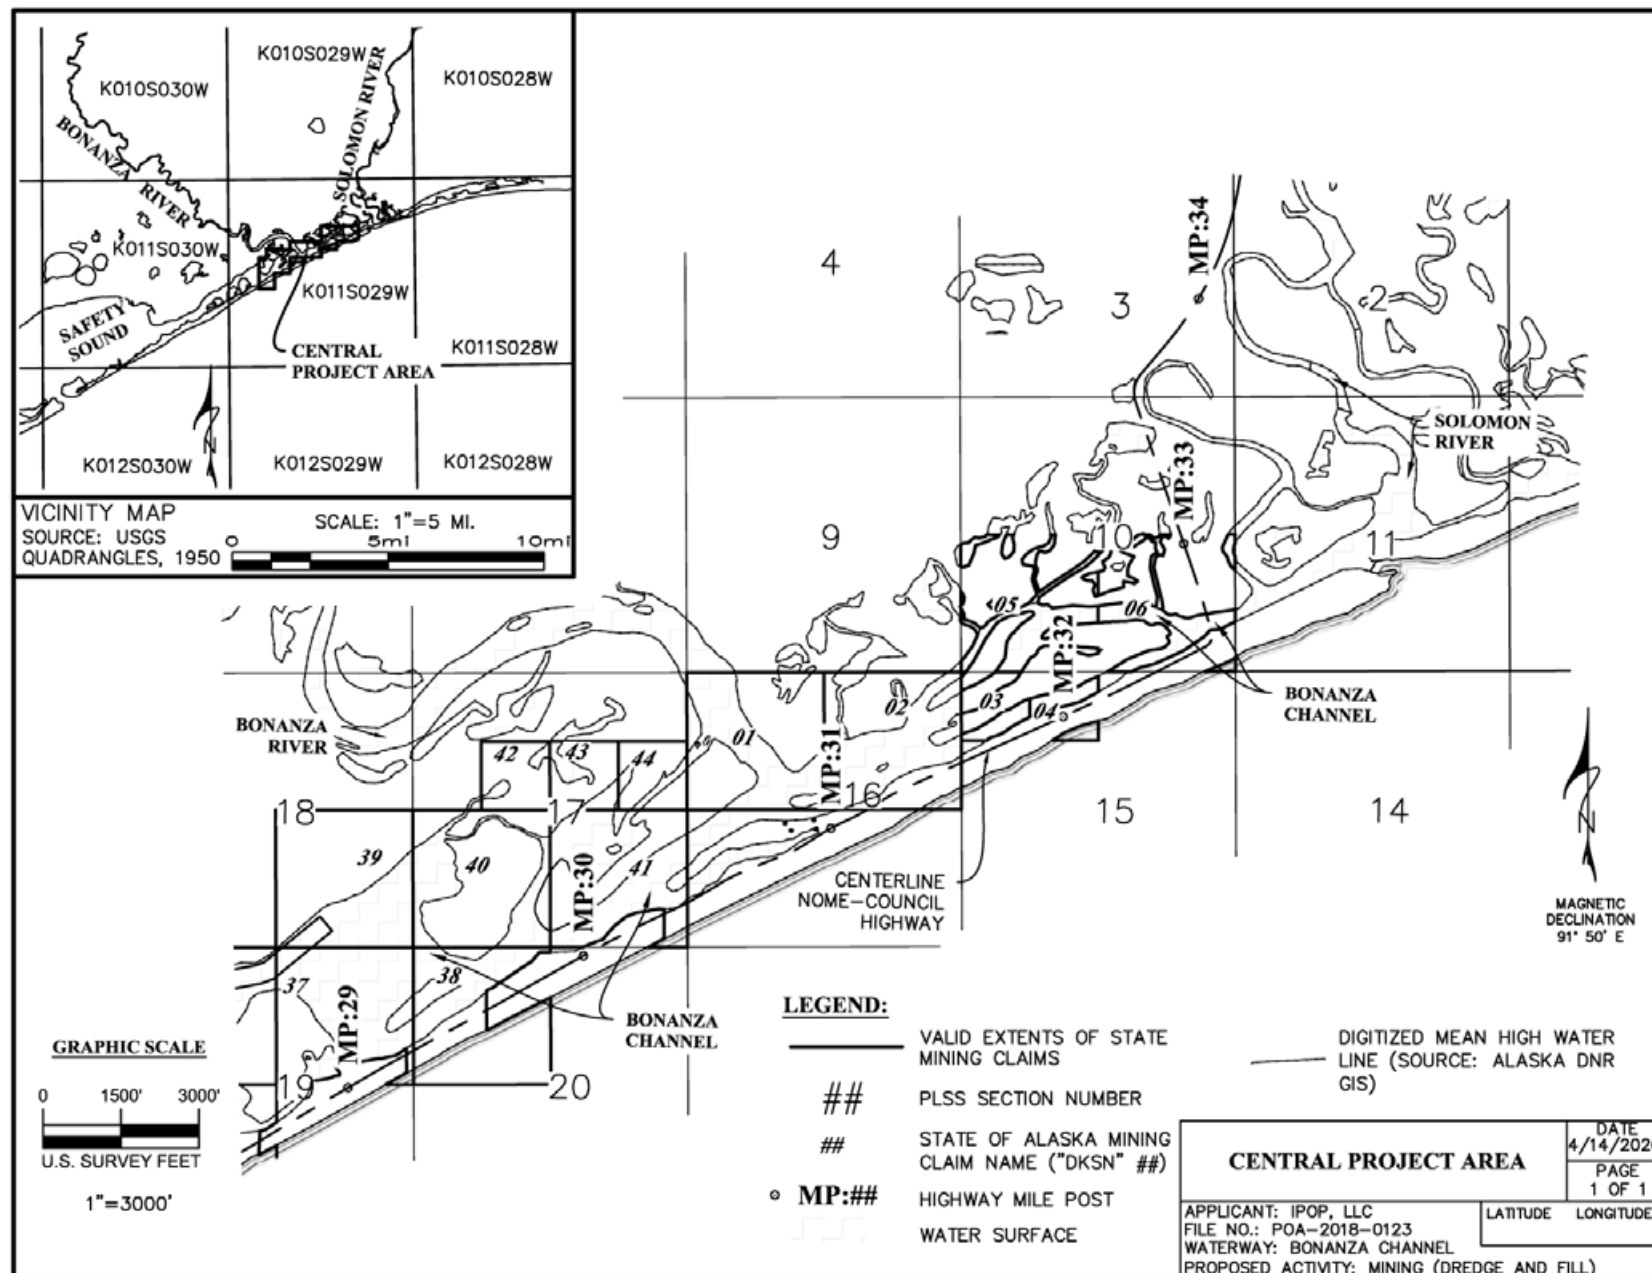 K010S030W
K010S029W
K010S028W
BONANZA
RIVER
SOLOMON RIVER
K011S030W
K011S029W
SAFETY
SOUND
CENTRAL
PROJECT AREA
K011S028W
N
K012S030W
K012S029W
K012S028W
VICINITY MAP
SOURCE: USGS
QUADRANGLES, 1950
SCALE: 1"=5 MI.
0 5mi 10mi
4
3
2
MP:34
SOLOMON
RIVER
MP:33
9
10
11
05
06
MP:32
BONANZA
CHANNEL
03
04
02
01
MP:31
BONANZA
RIVER
42
43
44
18
17
16
15
14
39
40
41
MP:30
CENTERLINE
NOME-COUNCIL
HIGHWAY
N
MAGNETIC
DECLINATION
91° 50' E
37
38
MP:29
BONANZA
CHANNEL
19
20
GRAPHIC SCALE
0 1500' 3000'
U.S. SURVEY FEET
1"=3000'
LEGEND:
VALID EXTENTS OF STATE
MINING CLAIMS
## PLSS SECTION NUMBER
## STATE OF ALASKA MINING
CLAIM NAME ("DKSN" ##)
MP:## HIGHWAY MILE POST
WATER SURFACE
DIGITIZED MEAN HIGH WATER
LINE (SOURCE: ALASKA DNR
GIS)
CENTRAL PROJECT AREA
DATE
PAGE
1 OF 1
APPLICANT: IPOP, LLC
FILE NO.: POA-2018-0123
WATERWAY: BONANZA CHANNEL
PROPOSED ACTIVITY: MINING (DREDGE AND FILL)
LATITUDE LONGITUDE